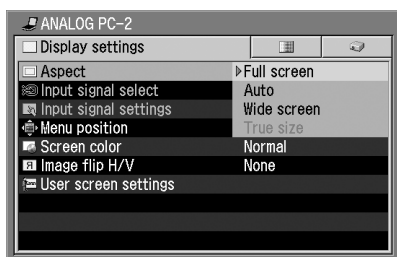 ANALOG PC-2
Display settings
Aspect Full screen
Input signal select Auto
Input signal settings Wide screen
Menu position True size
Screen color Normal
Image flip H/V None
User screen settings